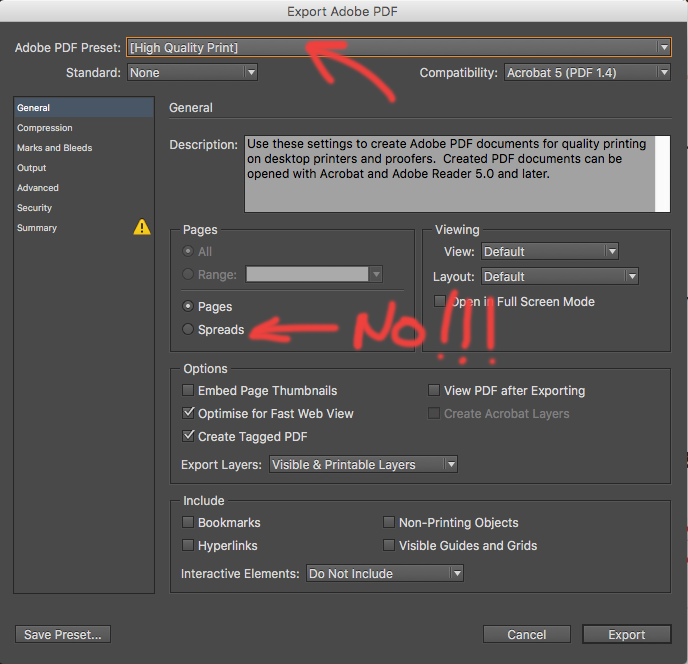 Export Adobe PDF
Adobe PDF Preset: [High Quality Print]
Standard: None Compatibility: Acrobat 5 (PDF 1.4)
General
Compression
Marks and Bleeds
Output
Advanced
Security
Summary
General
Description: Use these settings to create Adobe PDF documents for quality printing
on desktop printers and proofers. Created PDF documents can be
opened with Acrobat and Adobe Reader 5.0 and later.
Pages
All
Range:
Pages
Spreads
No!!!
Viewing
View: Default
Layout: Default
Open in Full Screen Mode
Options
Embed Page Thumbnails
Optimise for Fast Web View
Create Tagged PDF
View PDF after Exporting
Create Acrobat Layers
Export Layers: Visible & Printable Layers
Include
Bookmarks
Hyperlinks
Non-Printing Objects
Visible Guides and Grids
Interactive Elements: Do Not Include
Save Preset... Cancel Export